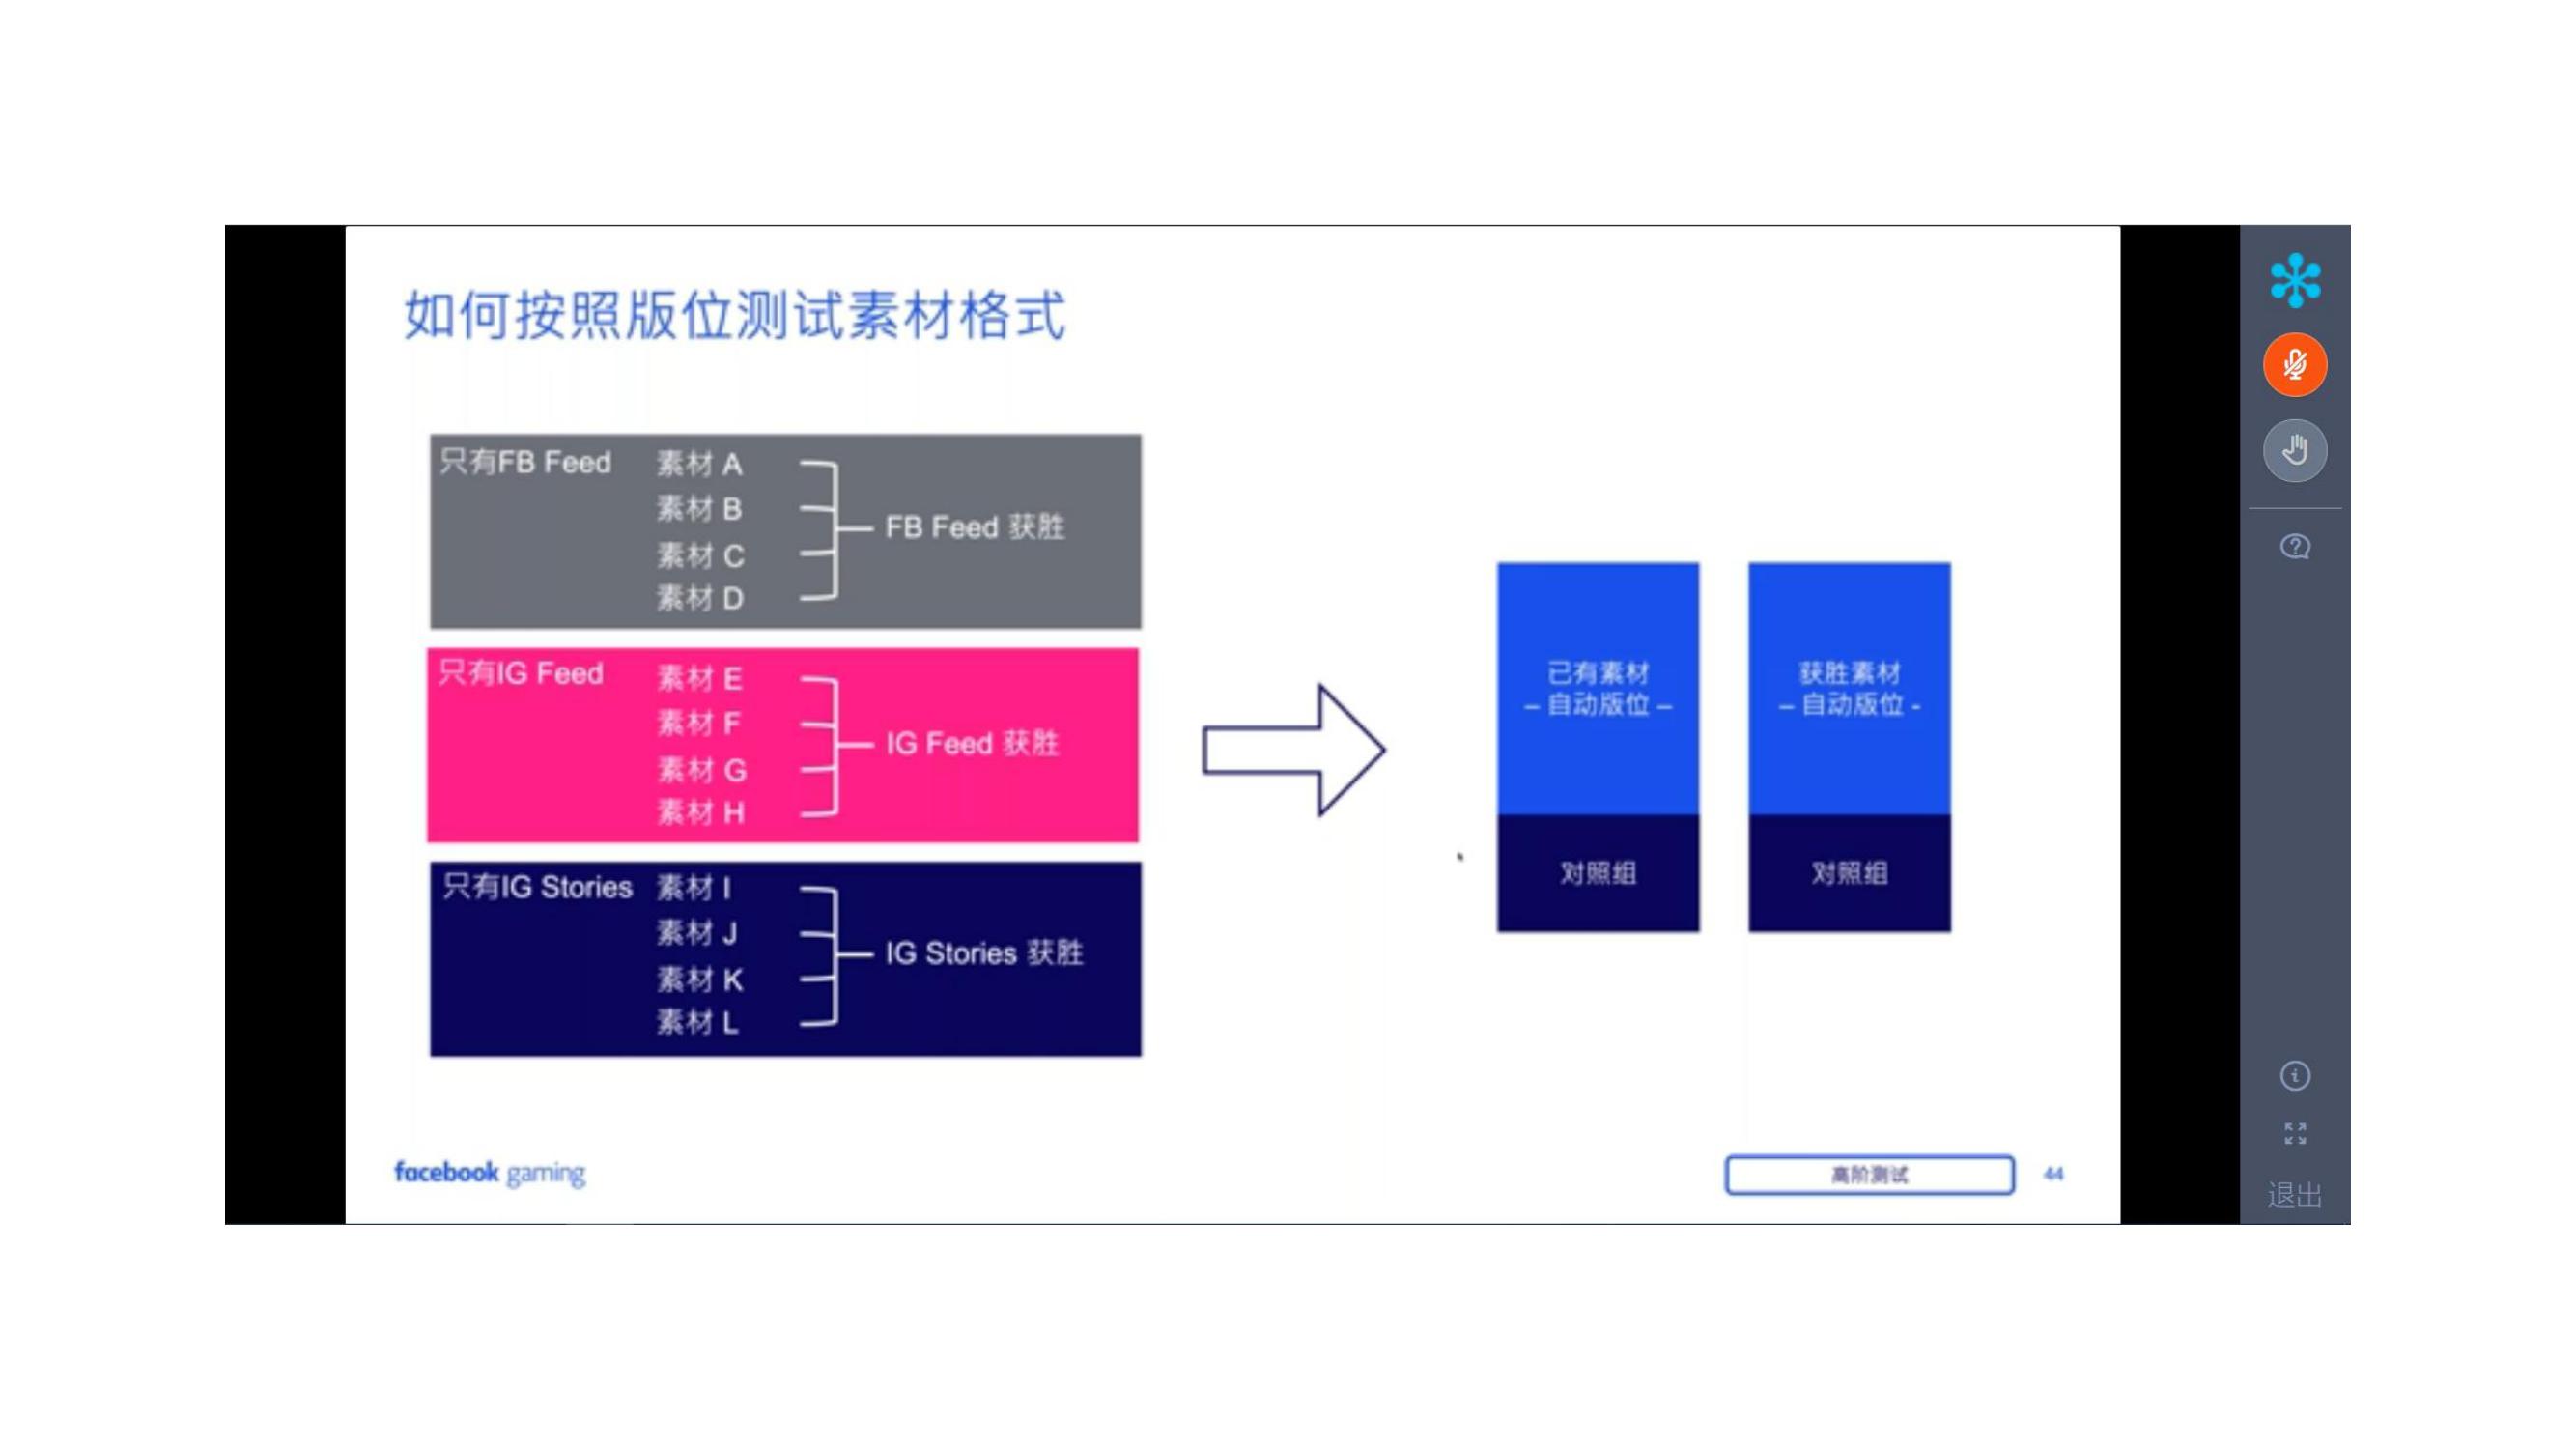 如何按照版位测试素材格式
只有FB Feed
素材 A
素材 B
素材 C
素材 D
FB Feed 获胜
只有IG Feed
素材 E
素材 F
素材 G
素材 H
IG Feed 获胜
只有IG Stories
素材 I
素材 J
素材 K
素材 L
IG Stories 获胜
已有素材
– 自动版位 –
对照组
获胜素材
– 自动版位 -
对照组
facebook gaming
高阶测试
44
退出